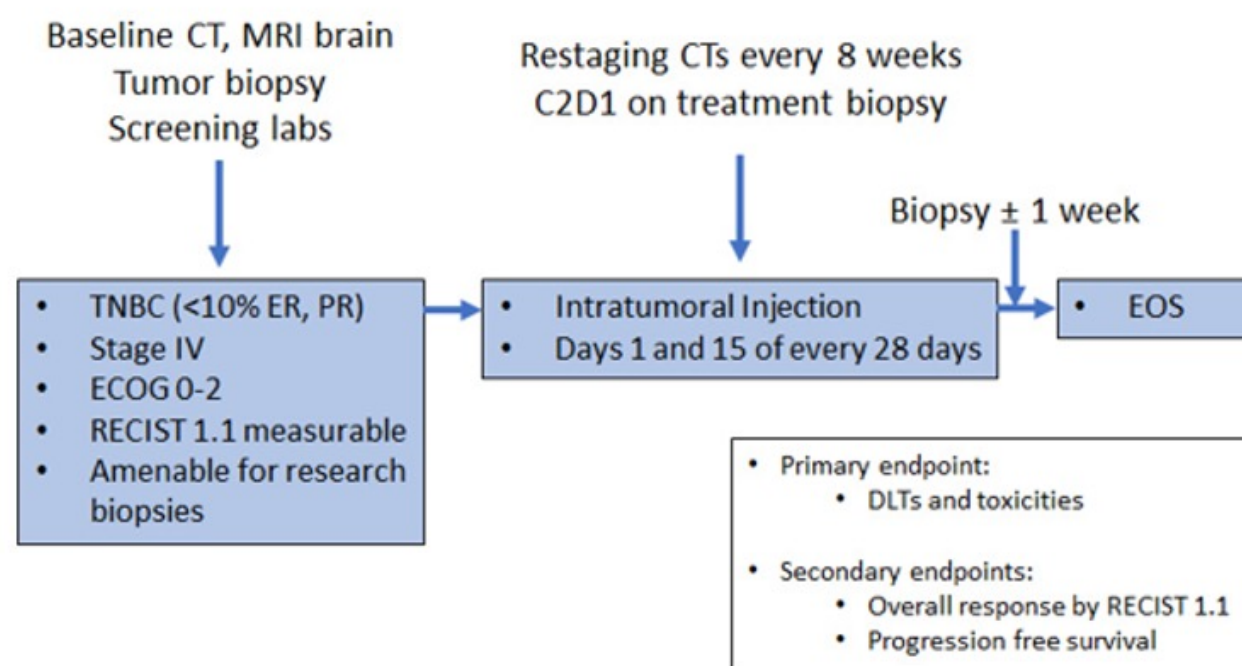 Baseline CT, MRI brain
Tumor biopsy
Screening labs
Restaging CTs every 8 weeks
C2D1 on treatment biopsy
Biopsy ± 1 week
• TNBC (<10% ER, PR)
• Stage IV
• ECOG 0-2
• RECIST 1.1 measurable
• Amenable for research
biopsies
• Intratumoral Injection
• Days 1 and 15 of every 28 days
• EOS
• Primary endpoint:
• DLTs and toxicities
• Secondary endpoints:
• Overall response by RECIST 1.1
• Progression free survival